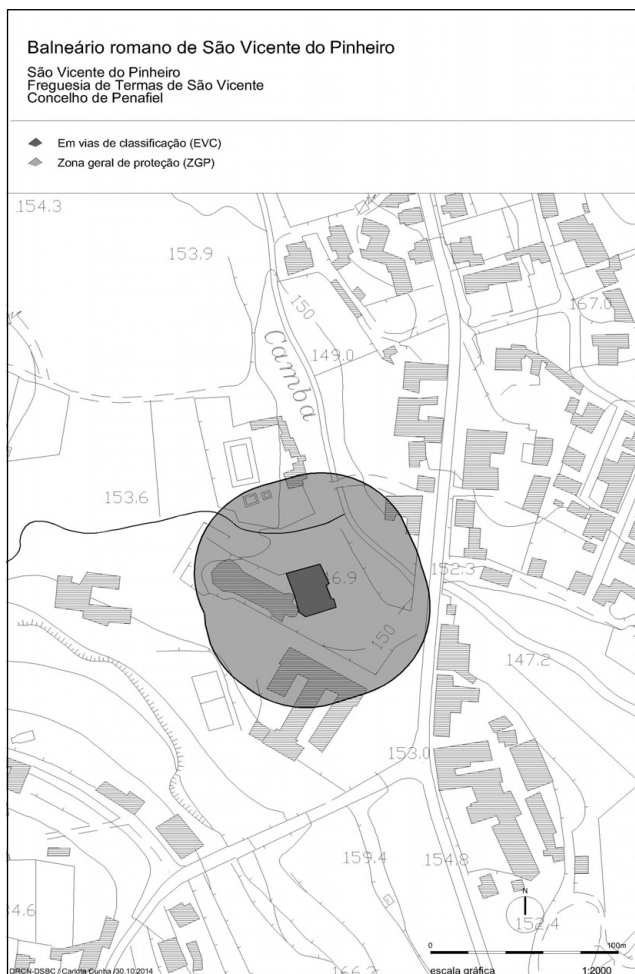 Balneário romano de São Vicente do Pinheiro
São Vicente do Pinheiro
Freguesia de Termas de São Vicente
Concelho de Penafiel
Em vias de classificação (EVC)
Zona geral de proteção (ZGP)
154.3
153.9
150
167.0
149.0
Camba
153.6
152.3
150
147.2
153.0
159.4
154.8
N
152.4
0 100m
166.3
DRCN-DSBC / Carlota Cunha /30.10.2014
escala gráfica 1:2000